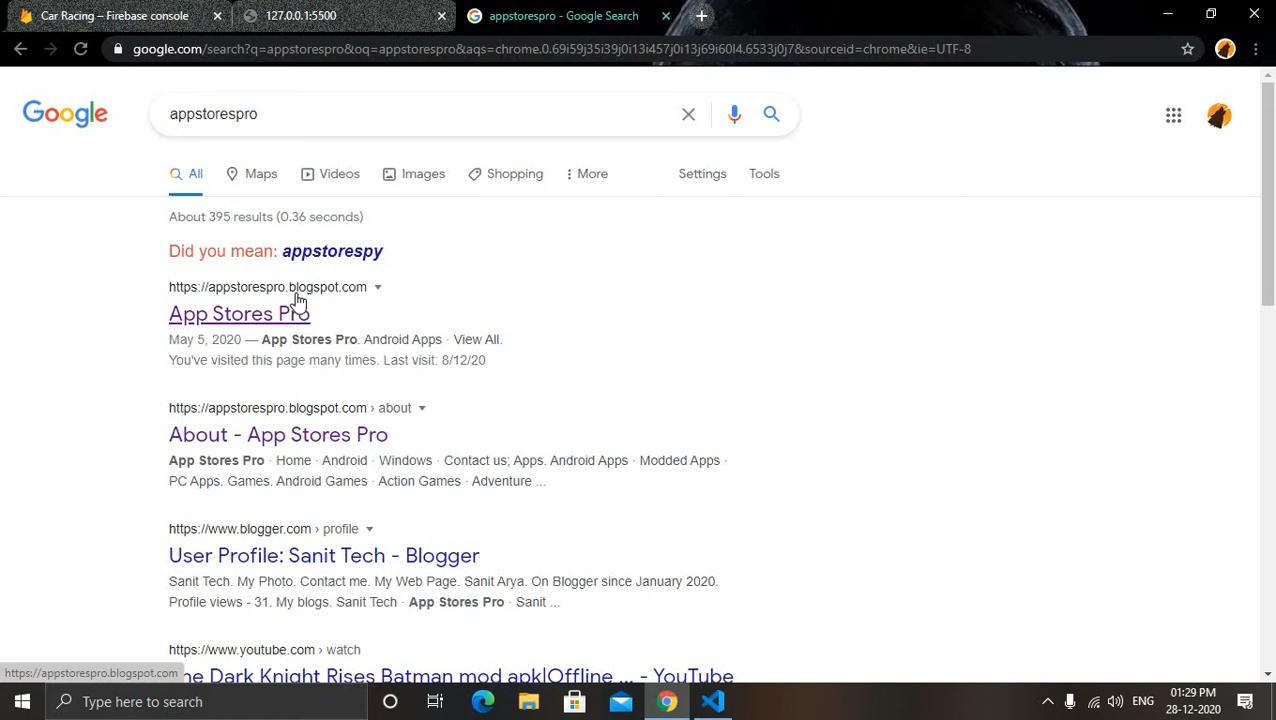 Car Racing – Firebase console
127.0.0.1:5500
appstorespro - Google Search
google.com/search?q=appstorespro&oq=appstorespro&aqs=chrome.0.69i59j35i39j0i13i457j0i13j69i60l4.6533j0j7&sourceid=chrome&ie=UTF-8
Google
appstorespro
All Maps Videos Images Shopping More Settings Tools
About 395 results (0.36 seconds)
Did you mean: appstorespy
https://appstorespro.blogspot.com
App Stores Pro
May 5, 2020 — App Stores Pro. Android Apps · View All.
You've visited this page many times. Last visit: 8/12/20
https://appstorespro.blogspot.com › about
About - App Stores Pro
App Stores Pro · Home · Android · Windows · Contact us; Apps. Android Apps · Modded Apps ·
PC Apps. Games. Android Games · Action Games · Adventure ...
https://www.blogger.com › profile
User Profile: Sanit Tech - Blogger
Sanit Tech. My Photo. Contact me. My Web Page. Sanit Arya. On Blogger since January 2020.
Profile views - 31. My blogs. Sanit Tech · App Stores Pro · Sanit ...
https://www.youtube.com › watch
Dark Knight Rises Batman mod apk|Offline ... - YouTube
https://appstorespro.blogspot.com
Type here to search
ENG
01:29 PM
28-12-2020